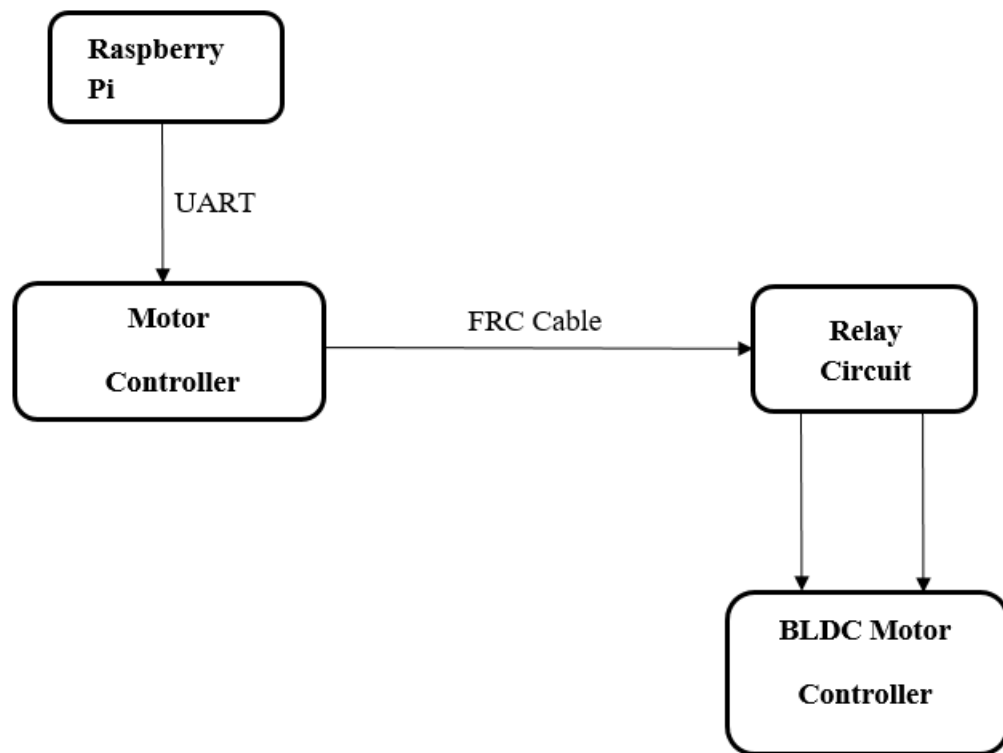 Raspberry
Pi
UART
Motor
Controller
FRC Cable
Relay
Circuit
BLDC Motor
Controller